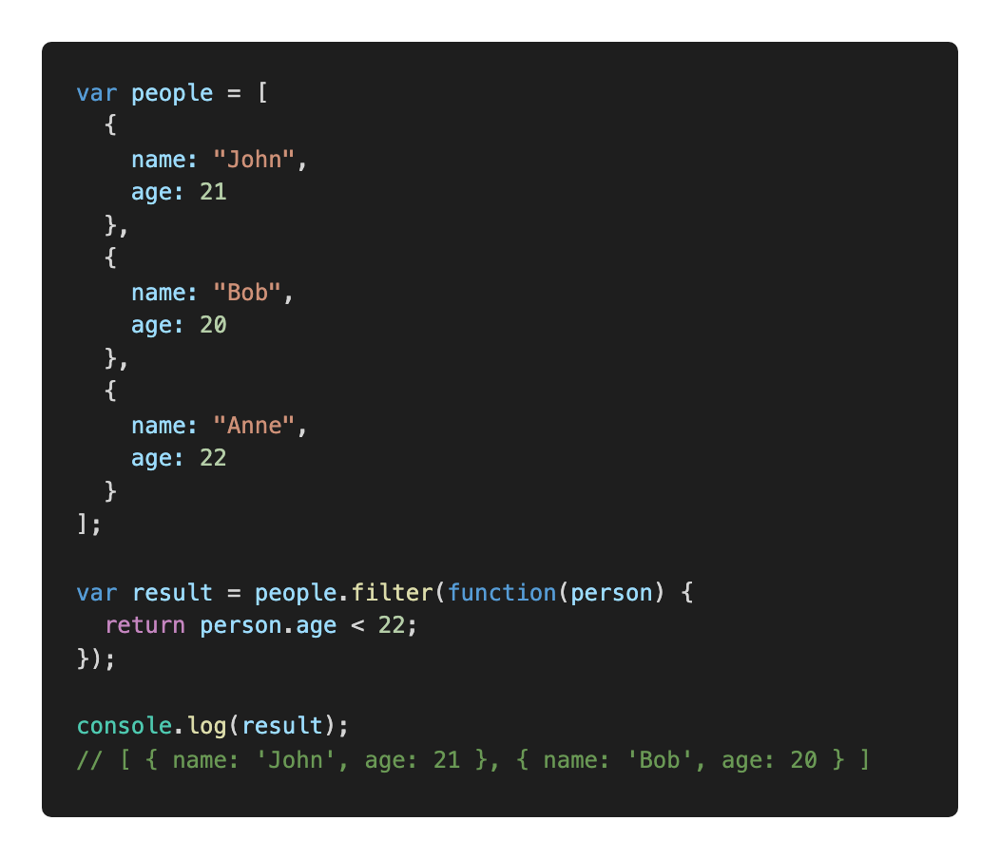 var people = [
  {
    name: "John",
    age: 21
  },
  {
    name: "Bob",
    age: 20
  },
  {
    name: "Anne",
    age: 22
  }
];

var result = people.filter(function(person) {
  return person.age < 22;
});

console.log(result);
// [ { name: 'John', age: 21 }, { name: 'Bob', age: 20 } ]